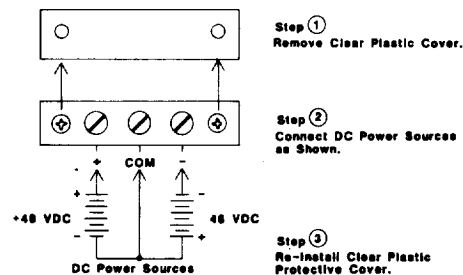 Step 1
Remove Clear Plastic Cover.
Step 2
Connect DC Power Sources
as Shown.
+ COM -
+ -
+48 VDC 48 VDC
- +
DC Power Sources
Step 3
Re-Install Clear Plastic
Protective Cover.